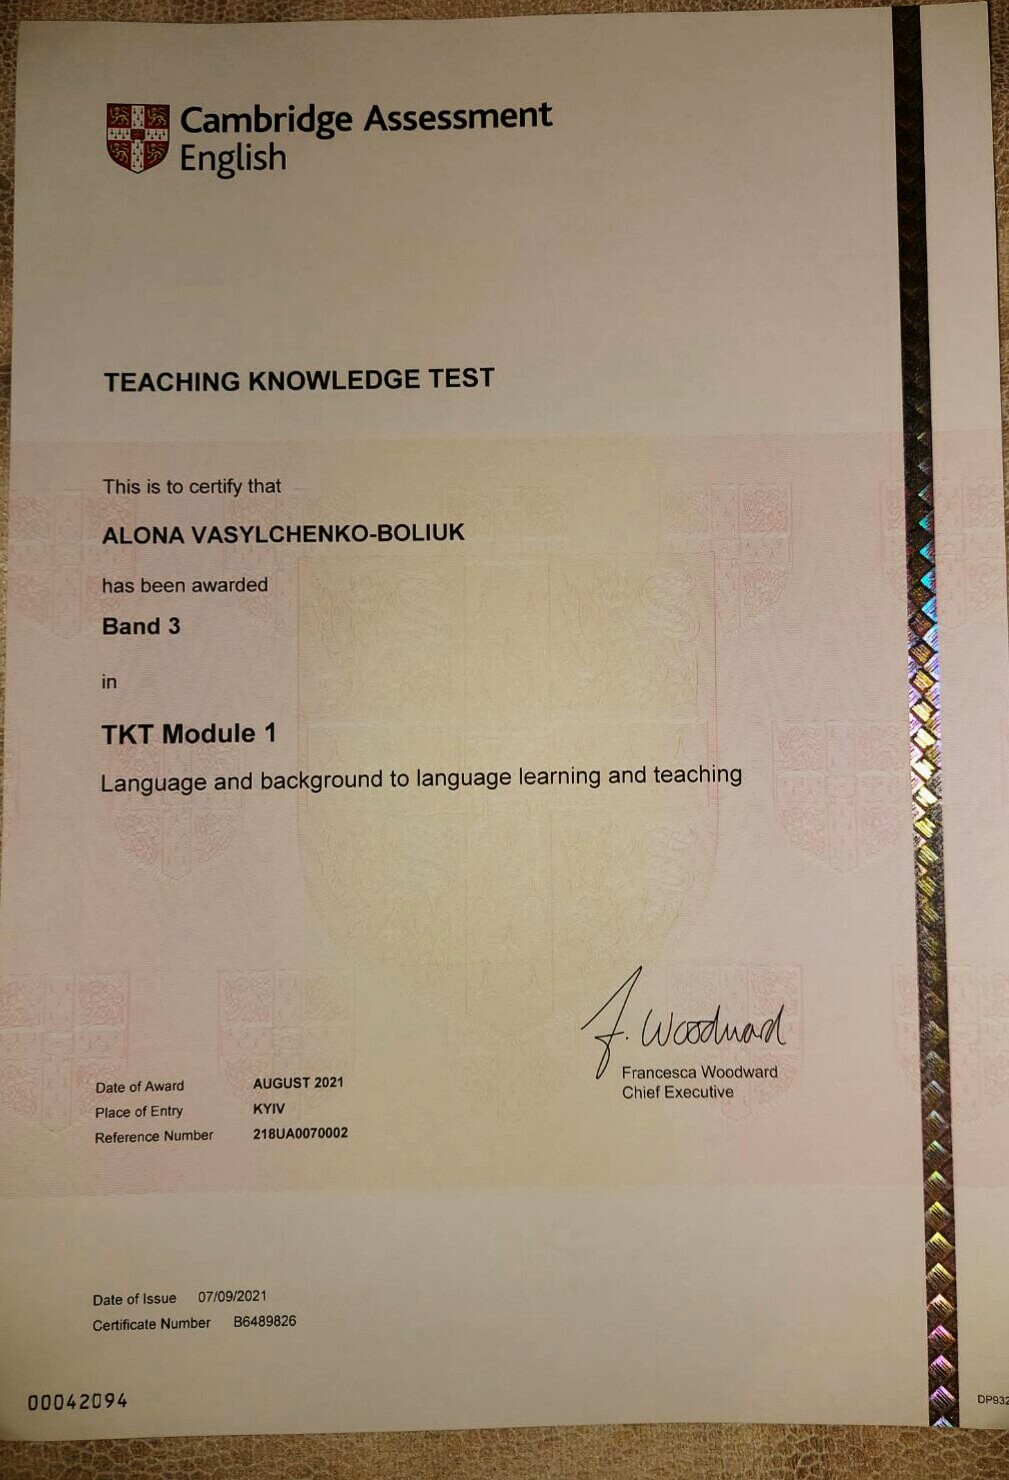 Cambridge Assessment
English
TEACHING KNOWLEDGE TEST
This is to certify that
ALONA VASYLCHENKO-BOLIUK
has been awarded
Band 3
in
TKT Module 1
Language and background to language learning and teaching
F. Woodward
Francesca Woodward
Chief Executive
Date of Award AUGUST 2021
Place of Entry KYIV
Reference Number 218UA0070002
Date of Issue 07/09/2021
Certificate Number B6489826
00042094
DP932